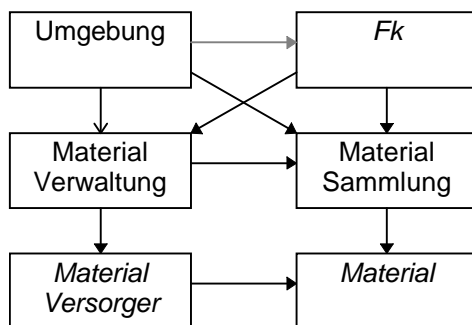 Umgebung
Fk
Material
Verwaltung
Material
Sammlung
Material
Versorger
Material